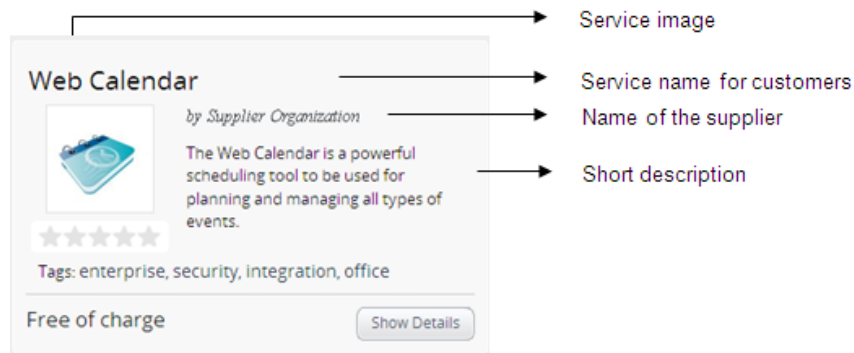 Service image
Web Calendar
Service name for customers
by Supplier Organization
Name of the supplier
The Web Calendar is a powerful
scheduling tool to be used for
planning and managing all types of
events.
Short description
Tags: enterprise, security, integration, office
Free of charge
Show Details